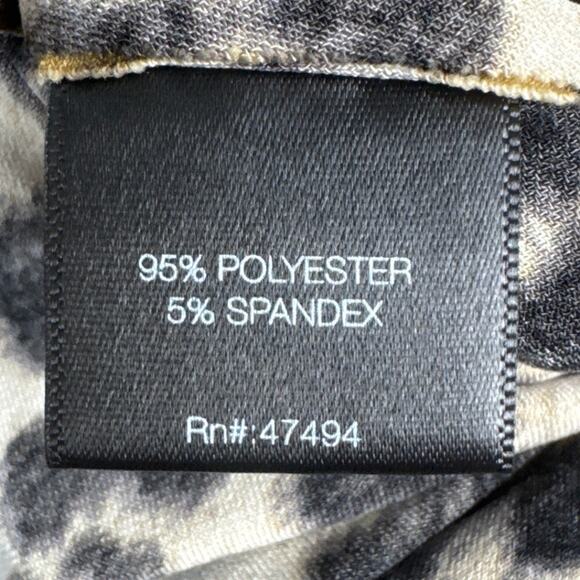 95% POLYESTER
5% SPANDEX
Rn#:47494